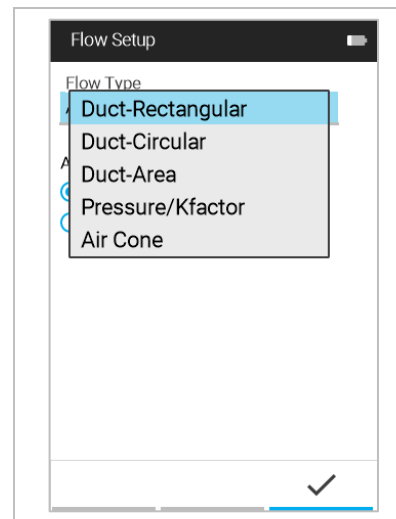 Flow Setup
Flow Type
Duct-Rectangular
Duct-Circular
Duct-Area
Pressure/Kfactor
Air Cone